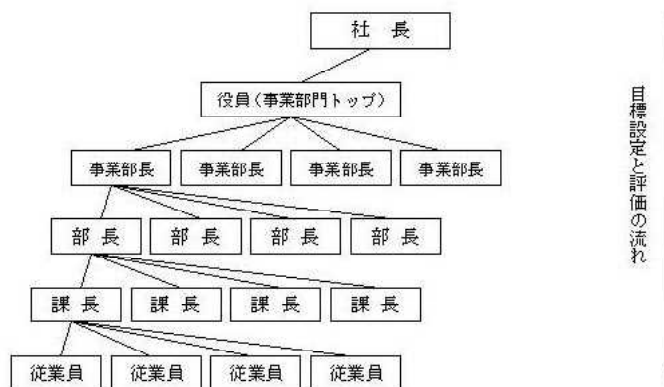 社 長
役員(事業部門トップ)
事業部長 事業部長 事業部長 事業部長
部 長 部 長 部 長 部 長
課 長 課 長 課 長 課 長
従業員 従業員 従業員 従業員
目標設定と評価の流れ